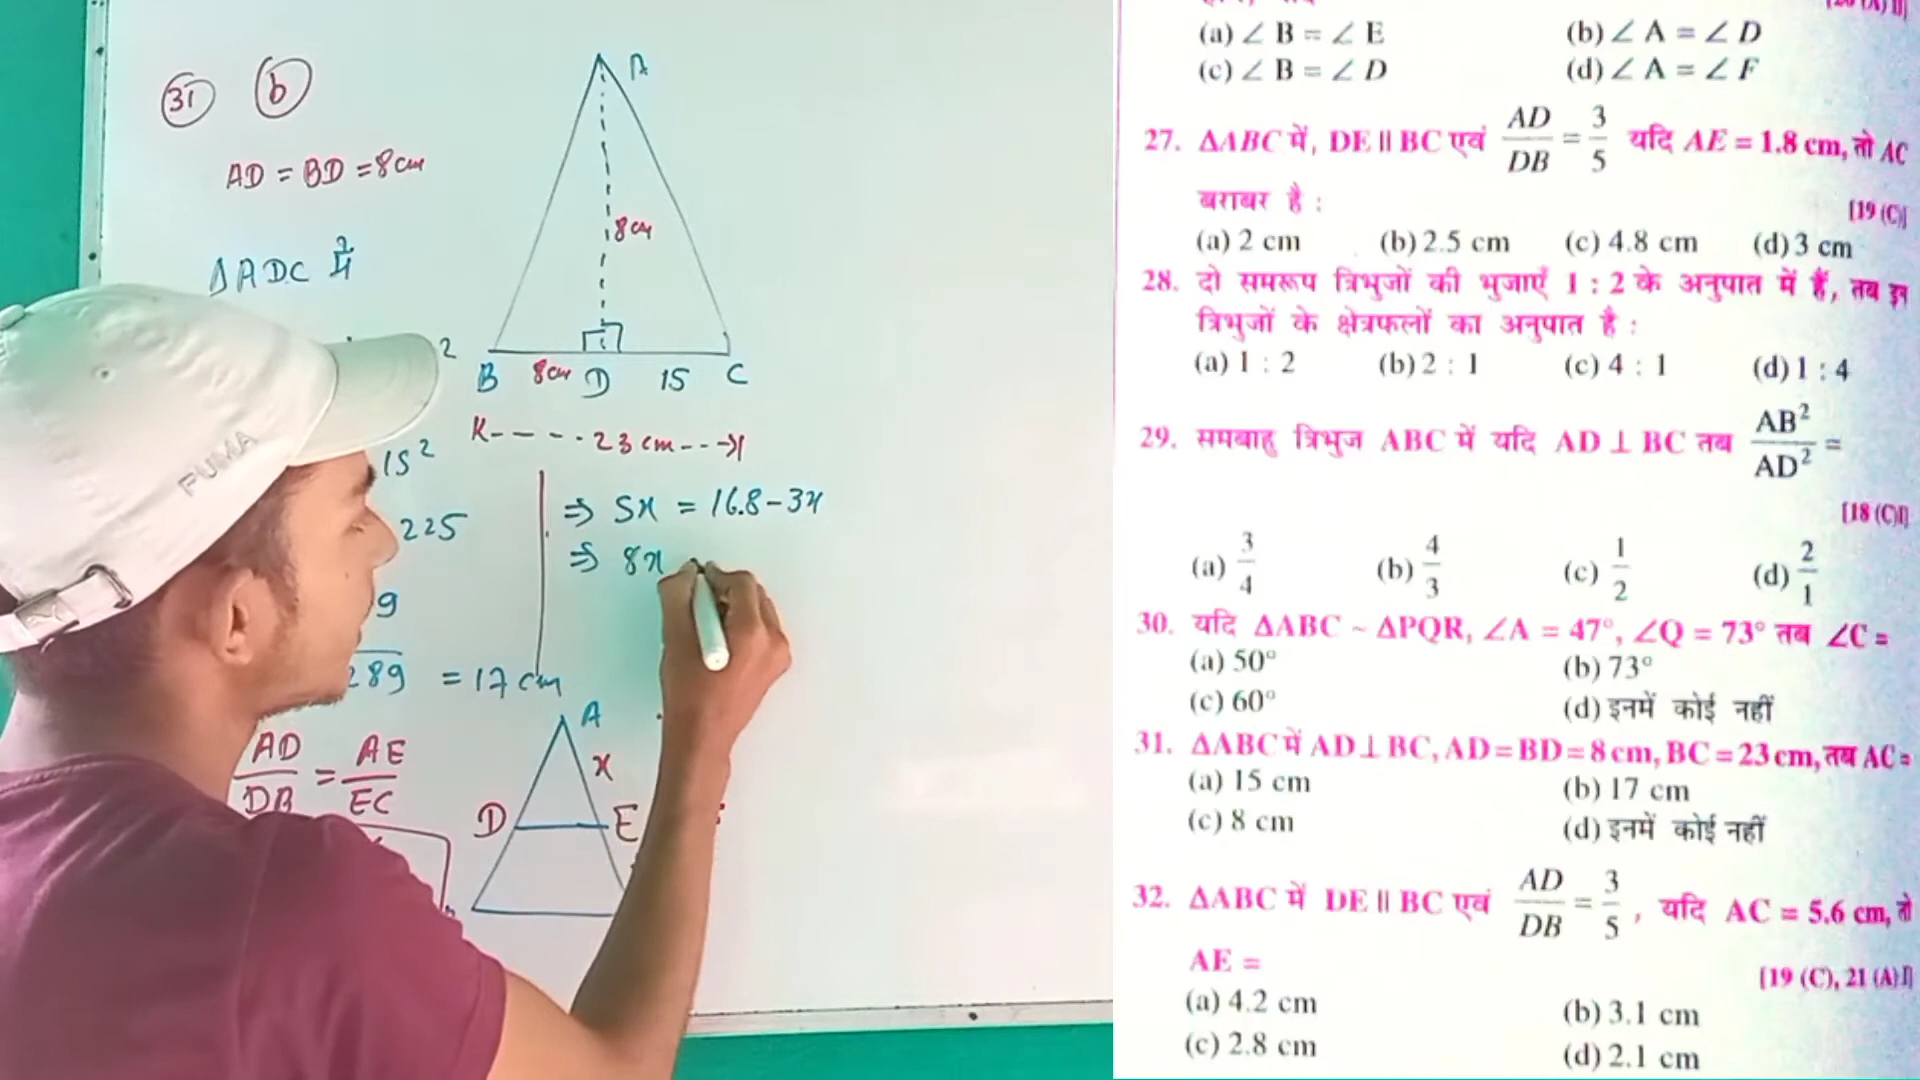 31 b
AD = BD = 8cm
ΔADC में
2
15²
225
9
289 = 17 cm
A
8cm
B 8cm D 15 C
K---- 23 cm --->|
⇒ 5x = 16.8-3x
⇒ 8x
AD/DB = AE/EC
A
x
D E
PUMA
(a) ∠ B = ∠ E (b) ∠ A = ∠ D
(c) ∠ B = ∠ D (d) ∠ A = ∠ F
27. ΔABC में, DE || BC एवं AD/DB = 3/5 यदि AE = 1.8 cm, तो AC
बराबर है : [19 (C)]
(a) 2 cm (b) 2.5 cm (c) 4.8 cm (d) 3 cm
28. दो समरूप त्रिभुजों की भुजाएँ 1 : 2 के अनुपात में हैं, तब इन
त्रिभुजों के क्षेत्रफलों का अनुपात है :
(a) 1 : 2 (b) 2 : 1 (c) 4 : 1 (d) 1 : 4
29. समबाहु त्रिभुज ABC में यदि AD ⊥ BC तब AB²/AD² =
[18 (C)I]
(a) 3/4 (b) 4/3 (c) 1/2 (d) 2/1
30. यदि ΔABC ~ ΔPQR, ∠A = 47°, ∠Q = 73° तब ∠C =
(a) 50° (b) 73°
(c) 60° (d) इनमें कोई नहीं
31. ΔABC में AD ⊥ BC, AD = BD = 8 cm, BC = 23 cm, तब AC =
(a) 15 cm (b) 17 cm
(c) 8 cm (d) इनमें कोई नहीं
32. ΔABC में DE || BC एवं AD/DB = 3/5, यदि AC = 5.6 cm, तो
AE = [19 (C), 21 (A) I]
(a) 4.2 cm (b) 3.1 cm
(c) 2.8 cm (d) 2.1 cm